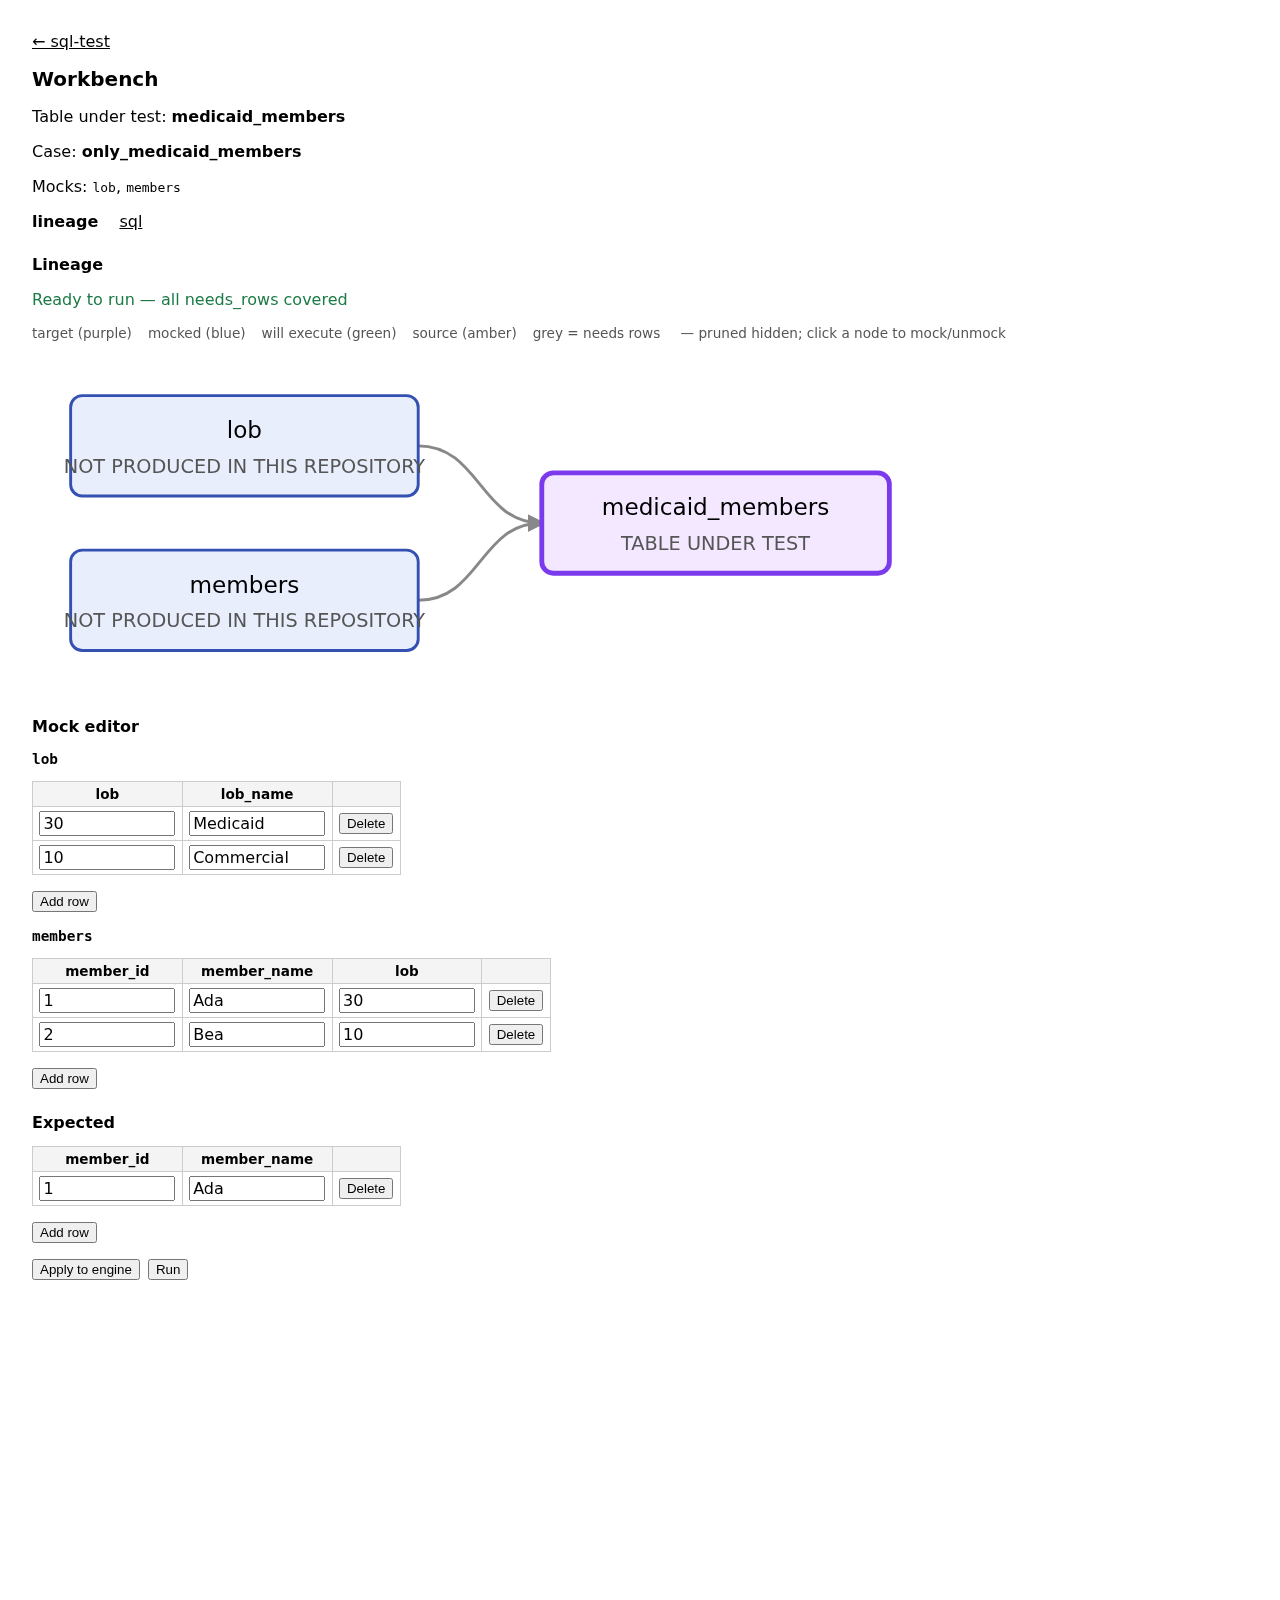 ← sql-test
Workbench
Table under test: medicaid_members
Case: only_medicaid_members
Mocks: lob, members
lineage sql
Lineage
Ready to run — all needs_rows covered
target (purple) mocked (blue) will execute (green) source (amber) grey = needs rows — pruned hidden; click a node to mock/unmock
lob
NOT PRODUCED IN THIS REPOSITORY
medicaid_members
TABLE UNDER TEST
members
NOT PRODUCED IN THIS REPOSITORY
Mock editor
lob
lob lob_name
30 Medicaid Delete
10 Commercial Delete
Add row
members
member_id member_name lob
1 Ada 30 Delete
2 Bea 10 Delete
Add row
Expected
member_id member_name
1 Ada Delete
Add row
Apply to engine Run